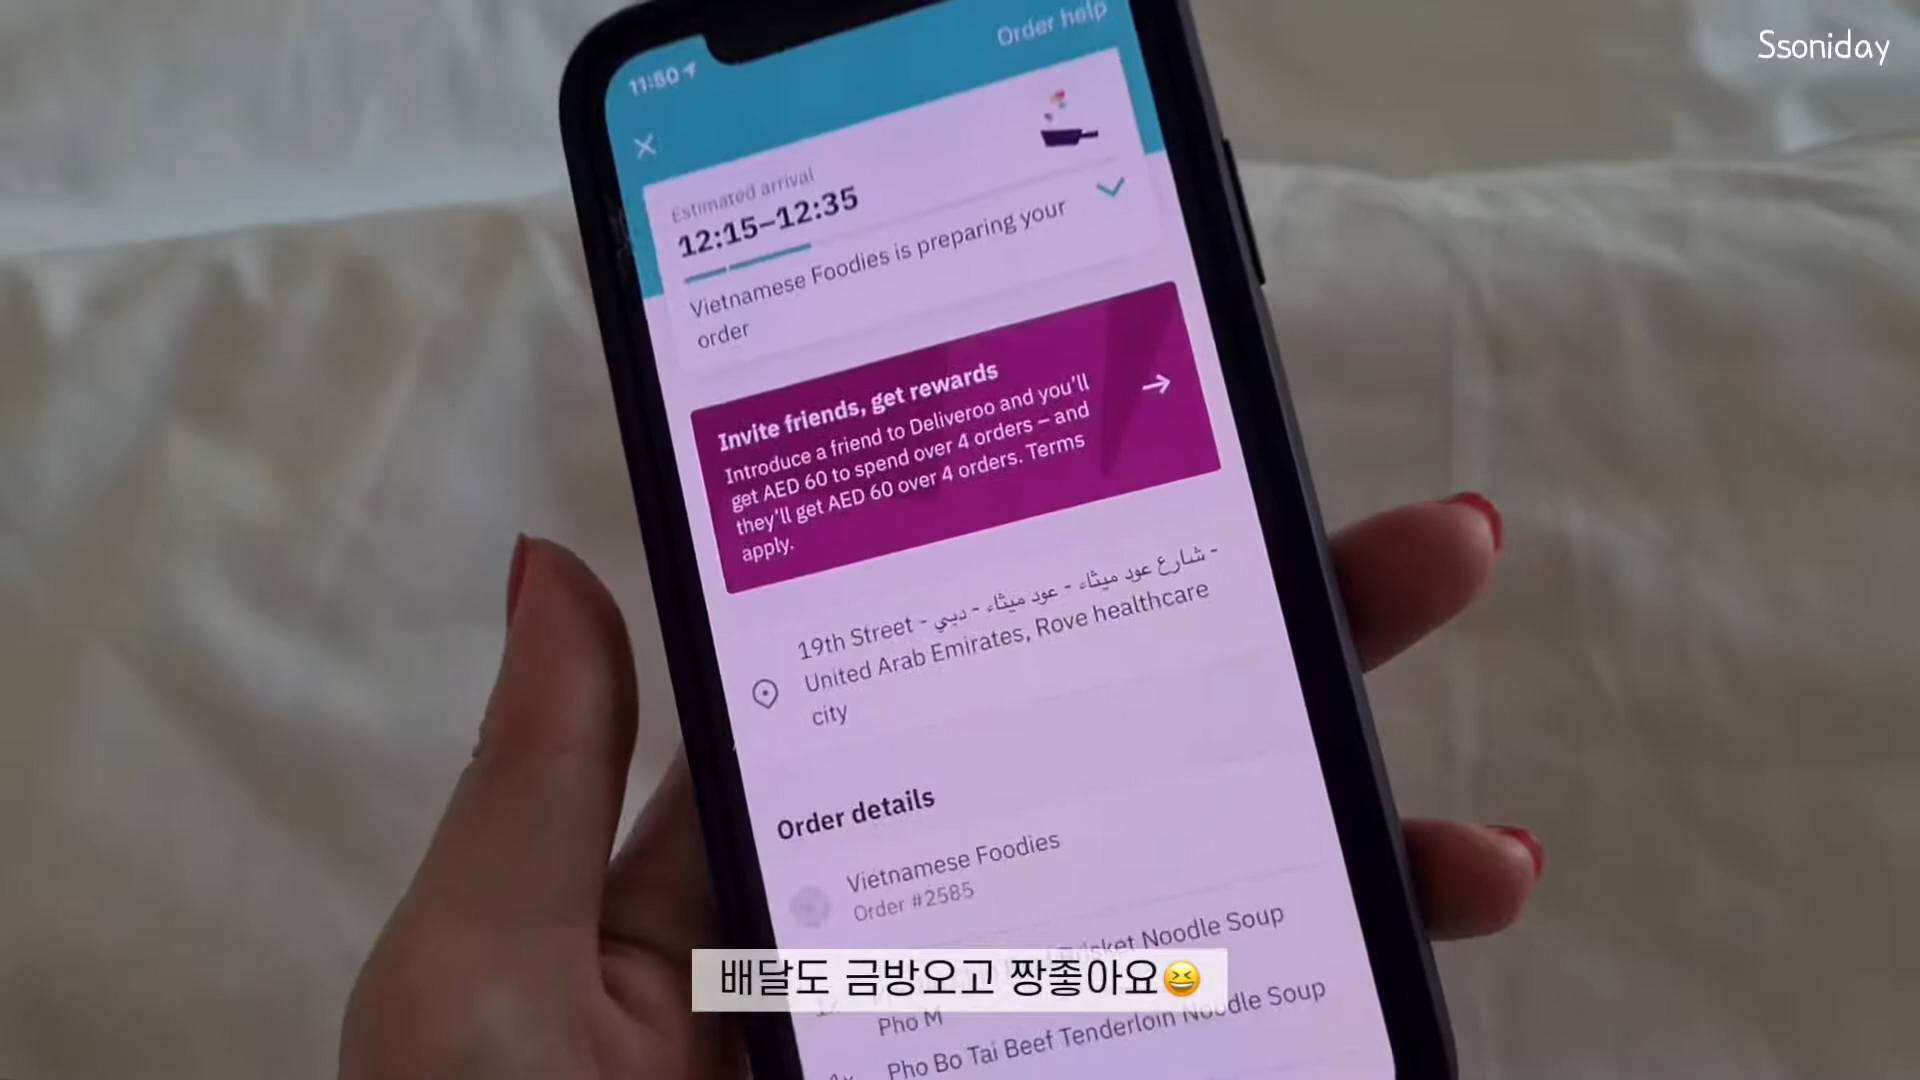 Ssoniday
11:50
Order help
Estimated arrival
12:15–12:35
Vietnamese Foodies is preparing your
order
Invite friends, get rewards
Introduce a friend to Deliveroo and you'll
get AED 60 to spend over 4 orders – and
they'll get AED 60 over 4 orders. Terms
apply.
19th Street - شارع عود ميثاء - عود ميثاء - دبي -
United Arab Emirates, Rove healthcare
city
Order details
Vietnamese Foodies
Order #2585
Noodle Soup
배달도 금방오고 짱좋아요😆
Pho M
Pho Bo Tai Beef Tenderloin Noodle Soup